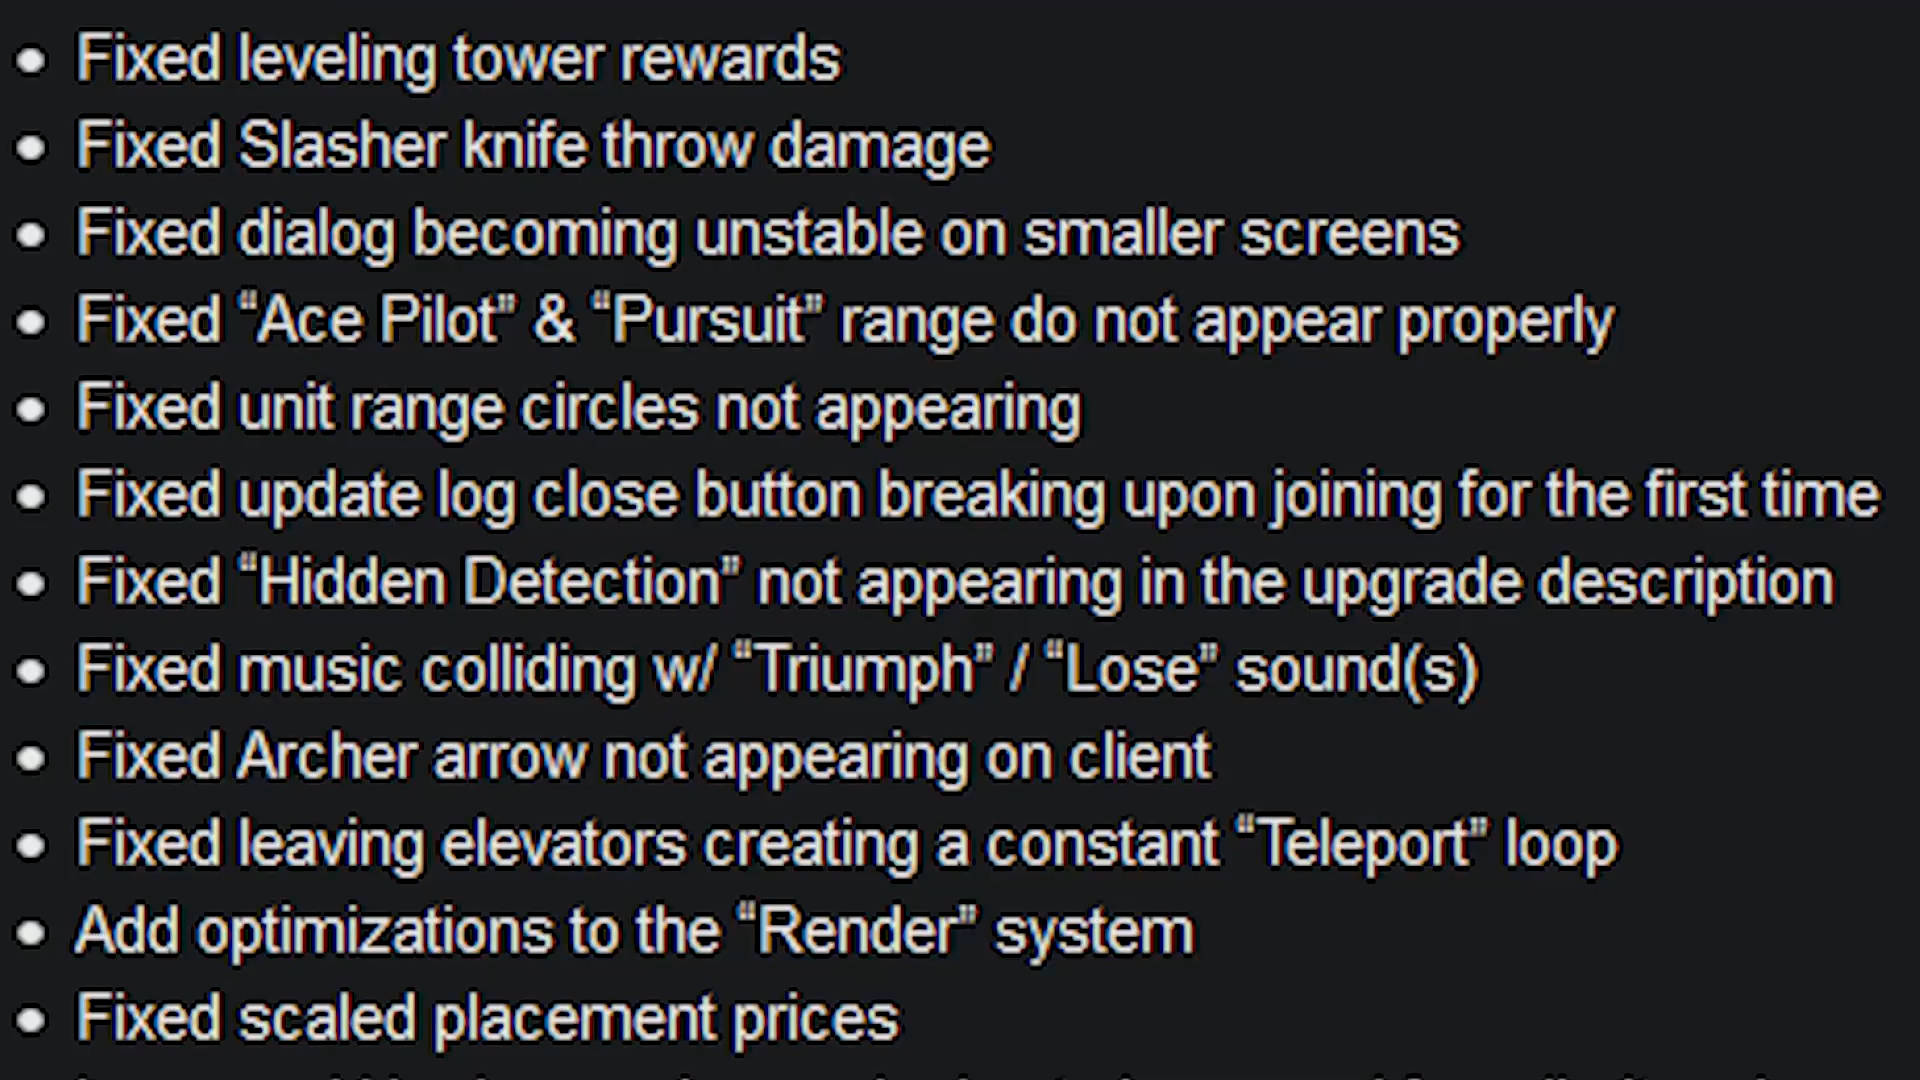 • Fixed leveling tower rewards
• Fixed Slasher knife throw damage
• Fixed dialog becoming unstable on smaller screens
• Fixed “Ace Pilot” & “Pursuit” range do not appear properly
• Fixed unit range circles not appearing
• Fixed update log close button breaking upon joining for the first time
• Fixed “Hidden Detection” not appearing in the upgrade description
• Fixed music colliding w/ “Triumph” / “Lose” sound(s)
• Fixed Archer arrow not appearing on client
• Fixed leaving elevators creating a constant “Teleport” loop
• Add optimizations to the “Render” system
• Fixed scaled placement prices